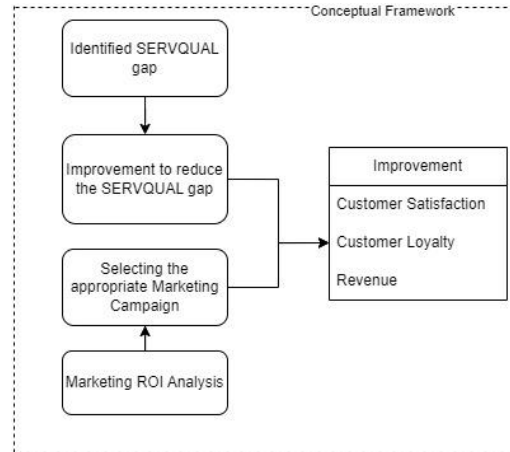 Conceptual Framework
Identified SERVQUAL
gap
Improvement to reduce
the SERVQUAL gap
Selecting the
appropriate Marketing
Campaign
Marketing ROI Analysis
Improvement
Customer Satisfaction
Customer Loyalty
Revenue